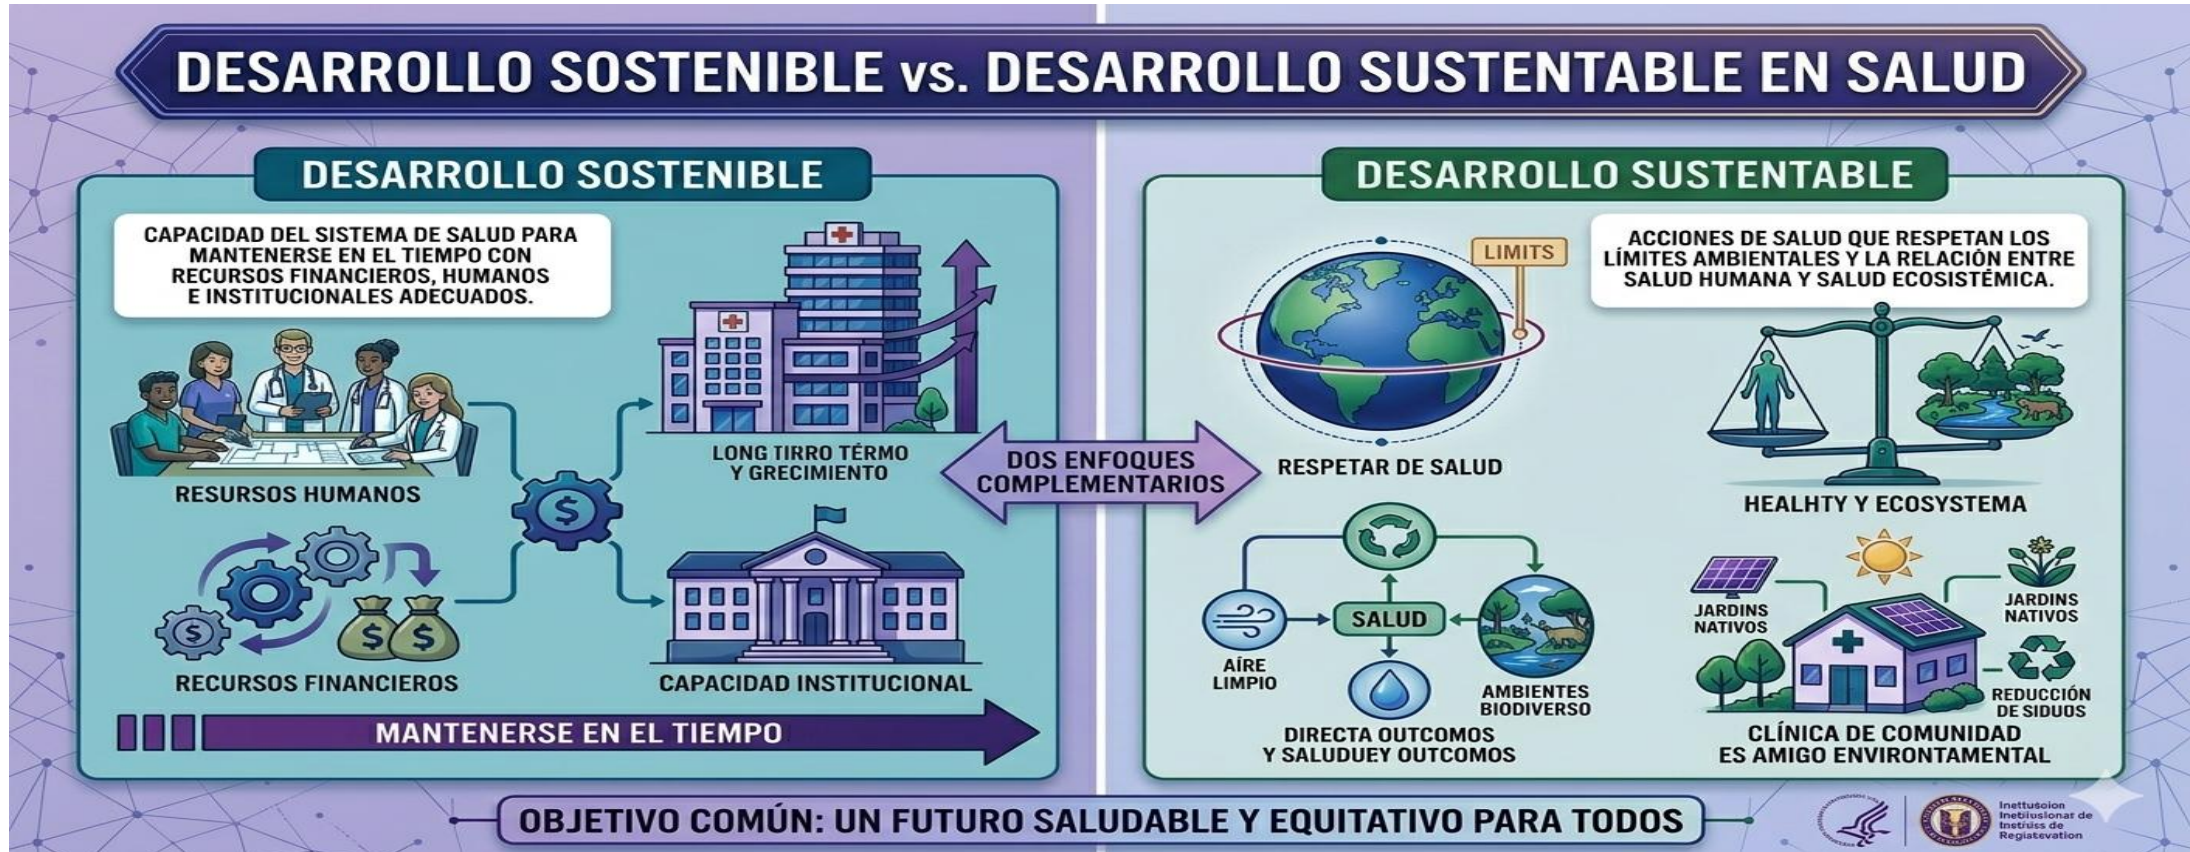 DESARROLLO SOSTENIBLE vs. DESARROLLO SUSTENTABLE EN SALUD
DESARROLLO SOSTENIBLE
CAPACIDAD DEL SISTEMA DE SALUD PARA
MANTENERSE EN EL TIEMPO CON
RECURSOS FINANCIEROS, HUMANOS
E INSTITUCIONALES ADECUADOS.
RESURSOS HUMANOS
LONG TIRRO TÉRMO
Y GRECIMIENTO
$
$
$ $
RECURSOS FINANCIEROS
CAPACIDAD INSTITUCIONAL
MANTENERSE EN EL TIEMPO
DOS ENFOQUES
COMPLEMENTARIOS
DESARROLLO SUSTENTABLE
LIMITS
ACCIONES DE SALUD QUE RESPETAN LOS
LÍMITES AMBIENTALES Y LA RELACIÓN ENTRE
SALUD HUMANA Y SALUD ECOSISTÉMICA.
RESPETAR DE SALUD
HEALHTY Y ECOSYSTEMA
SALUD
AÍRE
LIMPIO
AMBIENTES
BIODIVERSO
DIRECTA OUTCOMOS
Y SALUDUEY OUTCOMOS
JARDINS
NATIVOS
JARDINS
NATIVOS
REDUCCIÓN
DE SIDUOS
CLÍNICA DE COMUNIDAD
ES AMIGO ENVIRONTAMENTAL
OBJETIVO COMÚN: UN FUTURO SALUDABLE Y EQUITATIVO PARA TODOS
Inettusoion
Inetilusionat de
Instíiss de
Regiatevation